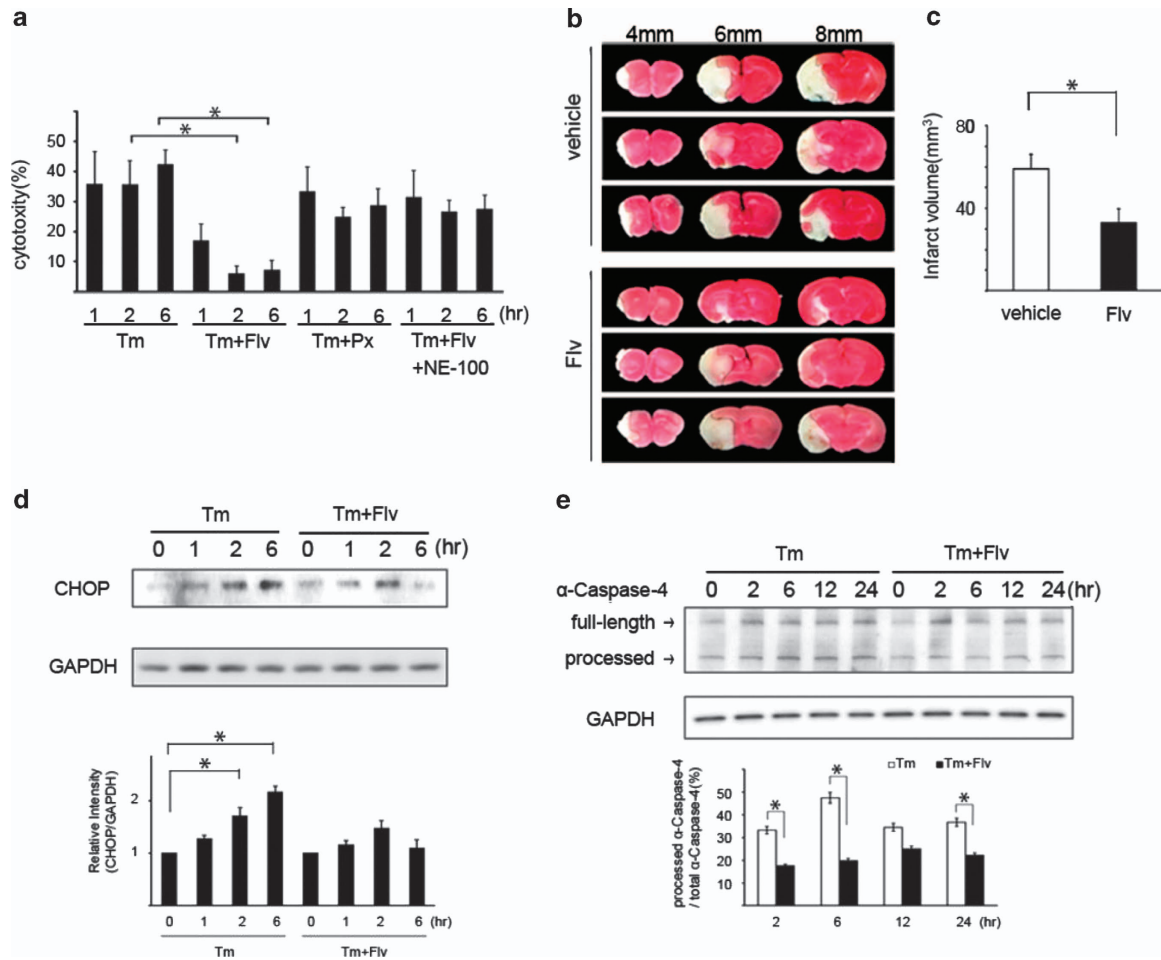 a
cytotoxity(%)
50
40
30
20
10
1 2 6 1 2 6 1 2 6 1 2 6 (hr)
Tm Tm+Flv Tm+Px Tm+Flv
+NE-100
* *
b
4mm 6mm 8mm
vehicle
Flv
c
*
Infarct volume(mm3)
80
40
vehicle Flv
d
Tm Tm+Flv
0 1 2 6 0 1 2 6 (hr)
CHOP
GAPDH
*
*
Relative Intensity
(CHOP/GAPDH)
2
1
0 1 2 6 0 1 2 6 (hr)
Tm Tm+Flv
e
Tm Tm+Flv
α-Caspase-4 0 2 6 12 24 0 2 6 12 24 (hr)
full-length →
processed →
GAPDH
Tm Tm+Flv
* * *
processed α-Caspase-4
/ total α-Caspase-4(%)
50
40
30
20
10
2 6 12 24 (hr)